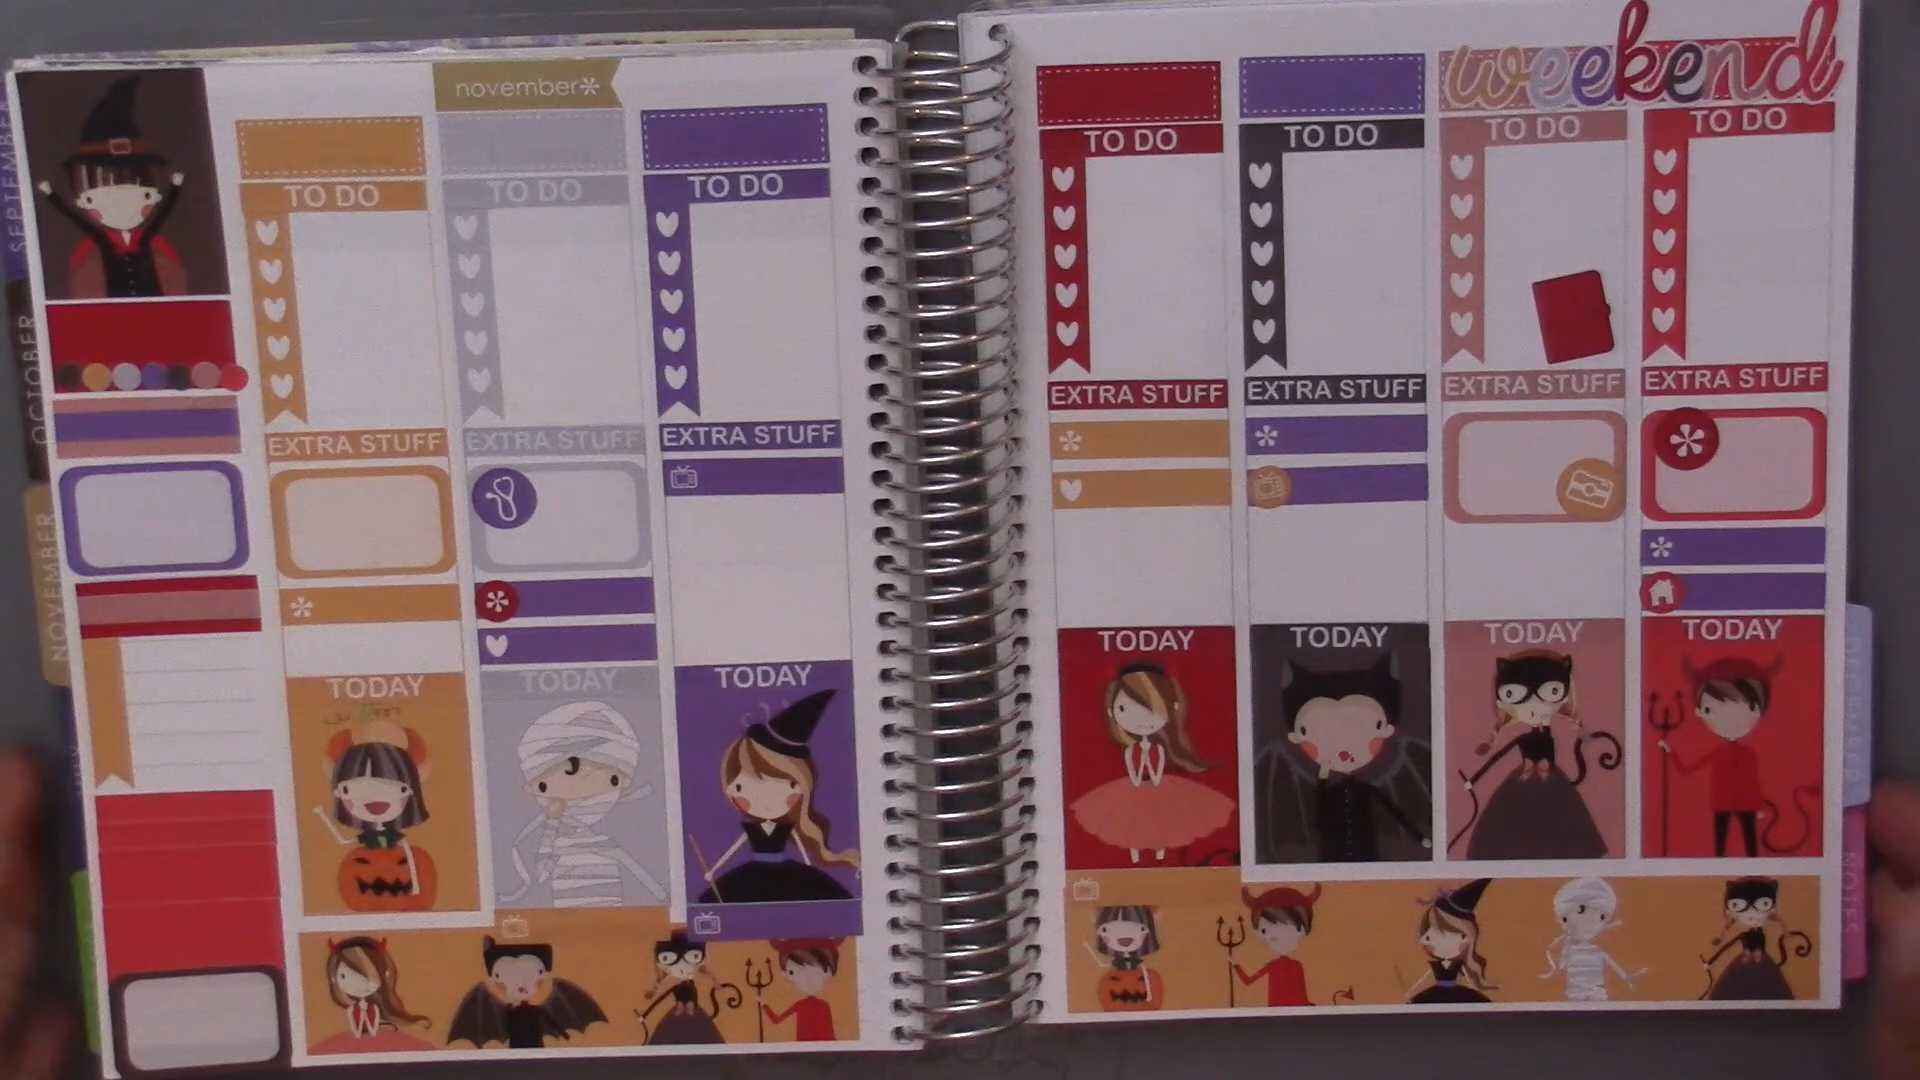 november*
weekend
TO DO
TO DO
TO DO
TO DO
TO DO
TO DO
TO DO
EXTRA STUFF
EXTRA STUFF
EXTRA STUFF
EXTRA STUFF
EXTRA STUFF
EXTRA STUFF
EXTRA STUFF
TODAY
TODAY
TODAY
TODAY
TODAY
TODAY
TODAY
SEPTEMBER
OCTOBER
NOVEMBER
DECEMBER
NOTES